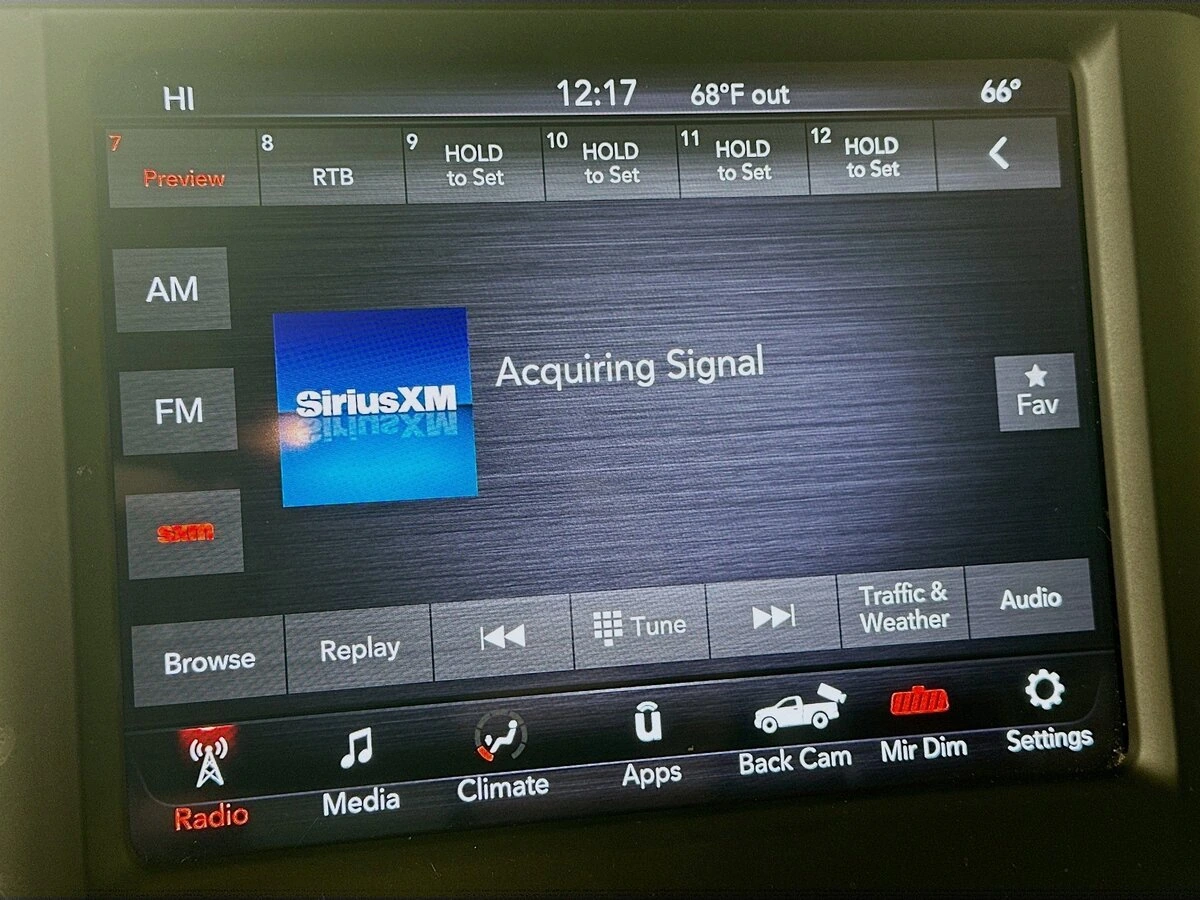 HI 12:17 68°F out 66°
7 Preview
8 RTB
9 HOLD
to Set
10 HOLD
to Set
11 HOLD
to Set
12 HOLD
to Set
AM
SiriusXM
Acquiring Signal
Fav
FM
sxm
Browse
Replay
Tune
Traffic &
Weather
Audio
Radio
Media
Climate
u
Apps
Back Cam
Mir Dim
Settings